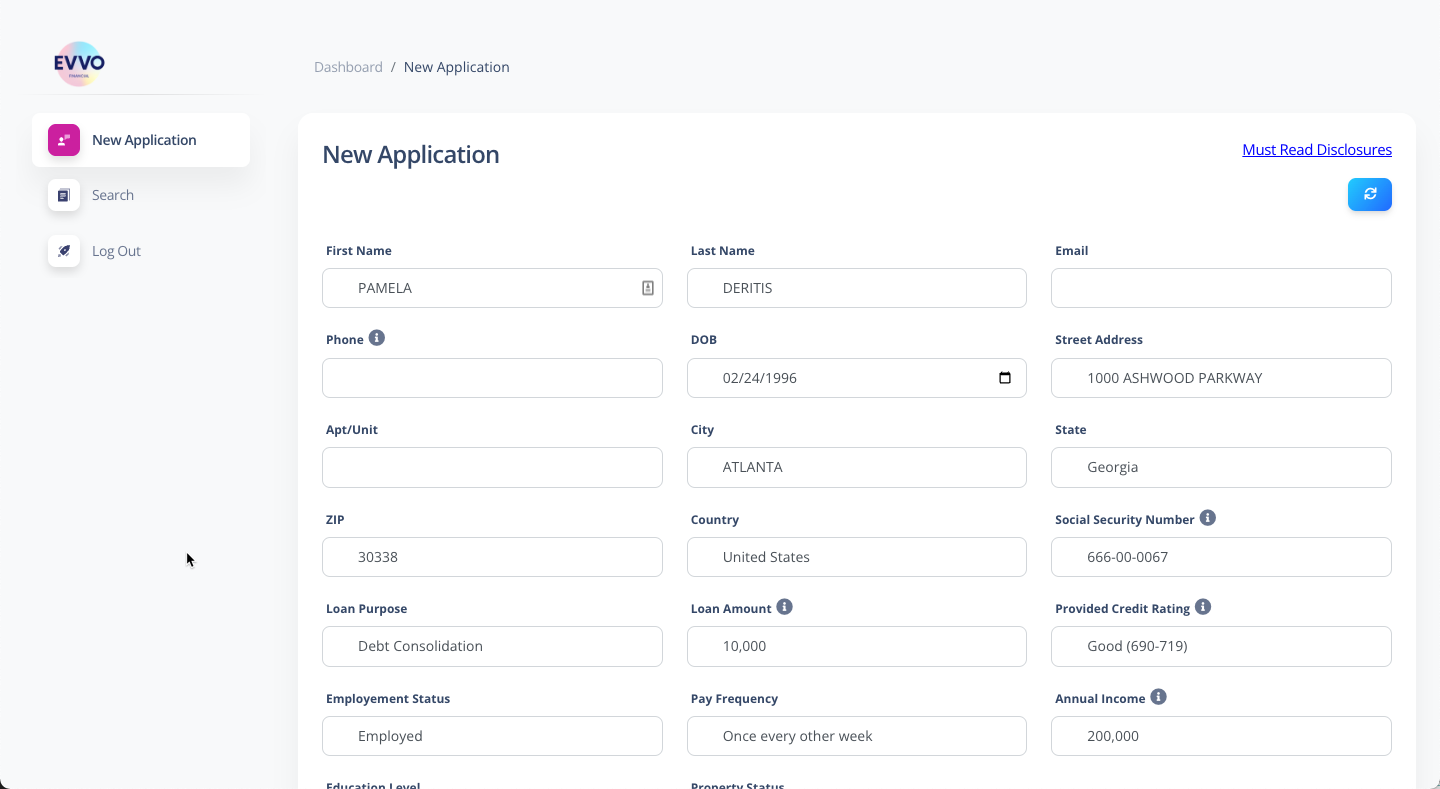 EVVO
FINANCIAL
Dashboard / New Application
New Application
Search
Log Out
New Application
Must Read Disclosures
First Name
Last Name
Email
PAMELA
DERITIS
Phone
DOB
Street Address
02/24/1996
1000 ASHWOOD PARKWAY
Apt/Unit
City
State
ATLANTA
Georgia
ZIP
Country
Social Security Number
30338
United States
666-00-0067
Loan Purpose
Loan Amount
Provided Credit Rating
Debt Consolidation
10,000
Good (690-719)
Employement Status
Pay Frequency
Annual Income
Employed
Once every other week
200,000
Education Level
Property Status